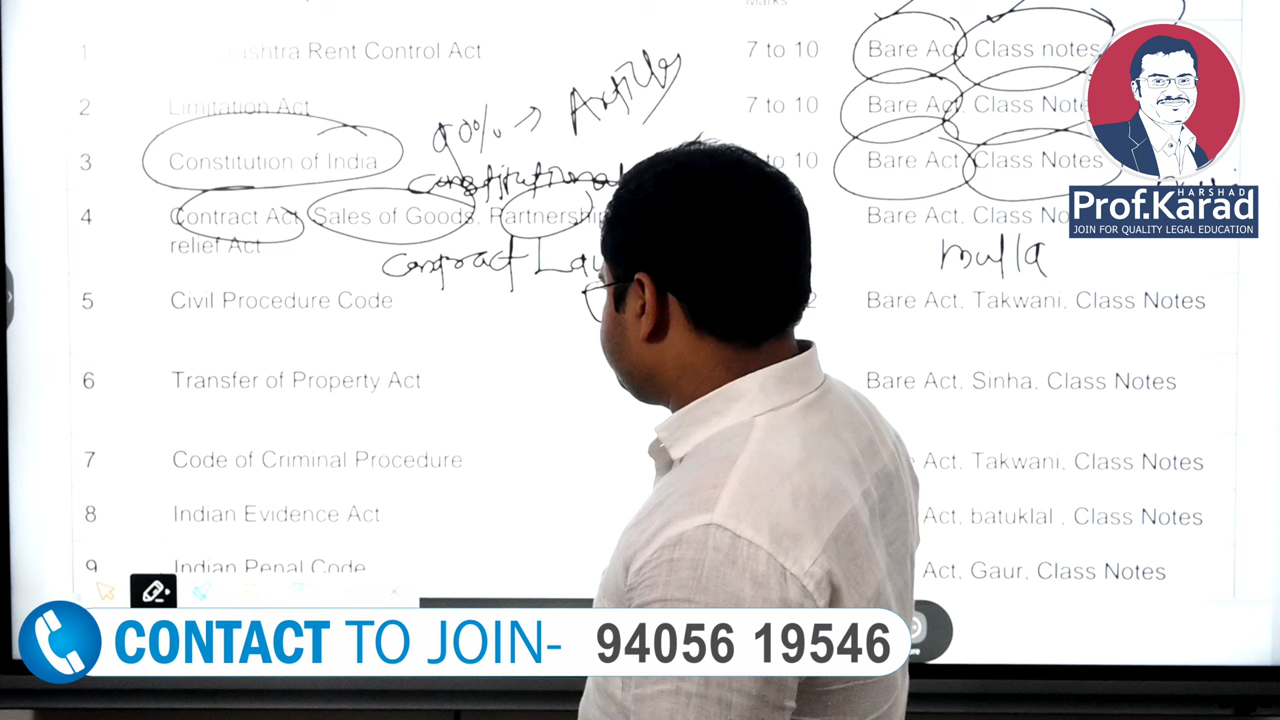 Marks
1 ishtra Rent Control Act 7 to 10 Bare Act Class notes
90% → Article
2 Limitation Act 7 to 10 Bare Act Class Note
3 Constitution of India to 10 Bare Act Class Notes
constitutional
4 Contract Act, Sales of Goods, Partnership Bare Act, Class No
relief Act
contract Law mulla
5 Civil Procedure Code 2 Bare Act, Takwani, Class Notes
6 Transfer of Property Act Bare Act, Sinha, Class Notes
7 Code of Criminal Procedure Act, Takwani, Class Notes
8 Indian Evidence Act Act, batuklal , Class Notes
9 Indian Penal Code Act, Gaur, Class Notes
HARSHAD
Prof.Karad
JOIN FOR QUALITY LEGAL EDUCATION
CONTACT TO JOIN- 94056 19546